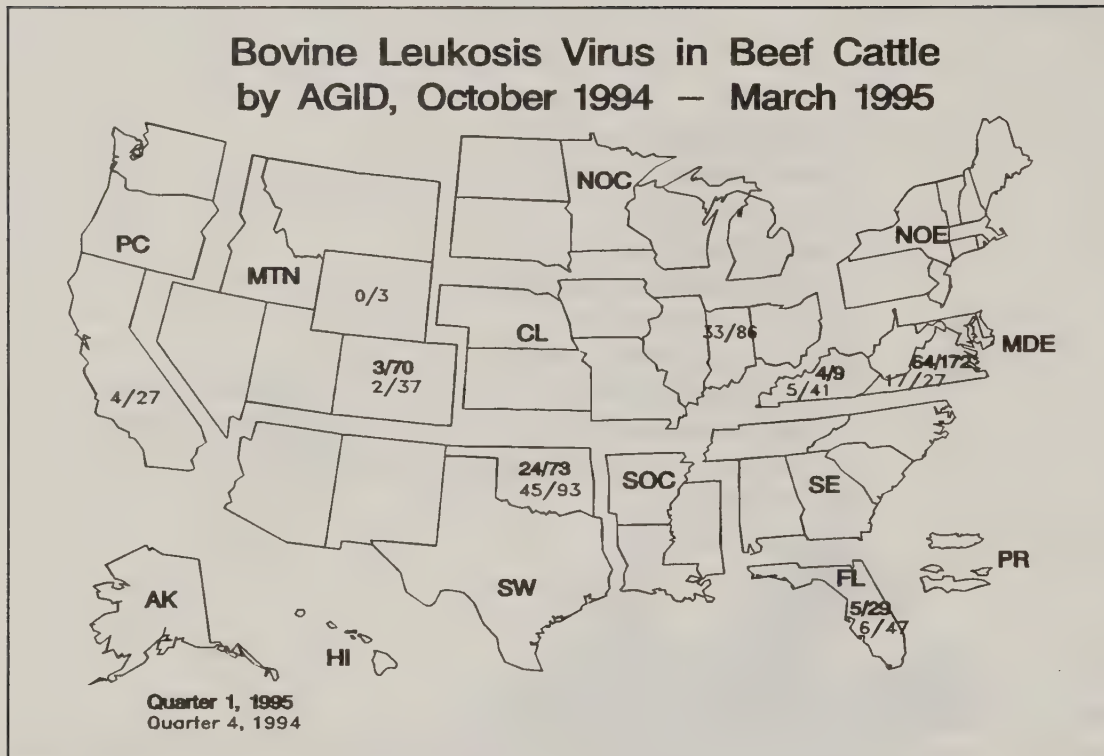 Bovine Leukosis Virus in Beef Cattle
by AGID, October 1994 – March 1995
NOC
PC
NOE
MTN
0/3
CL
33/86
MDE
3/70
2/37
4/9
5/41
64/172
17/27
4/27
24/73
45/93
SOC
SE
PR
AK
SW
FL
5/29
6/47
HI
Quarter 1, 1995
Quarter 4, 1994